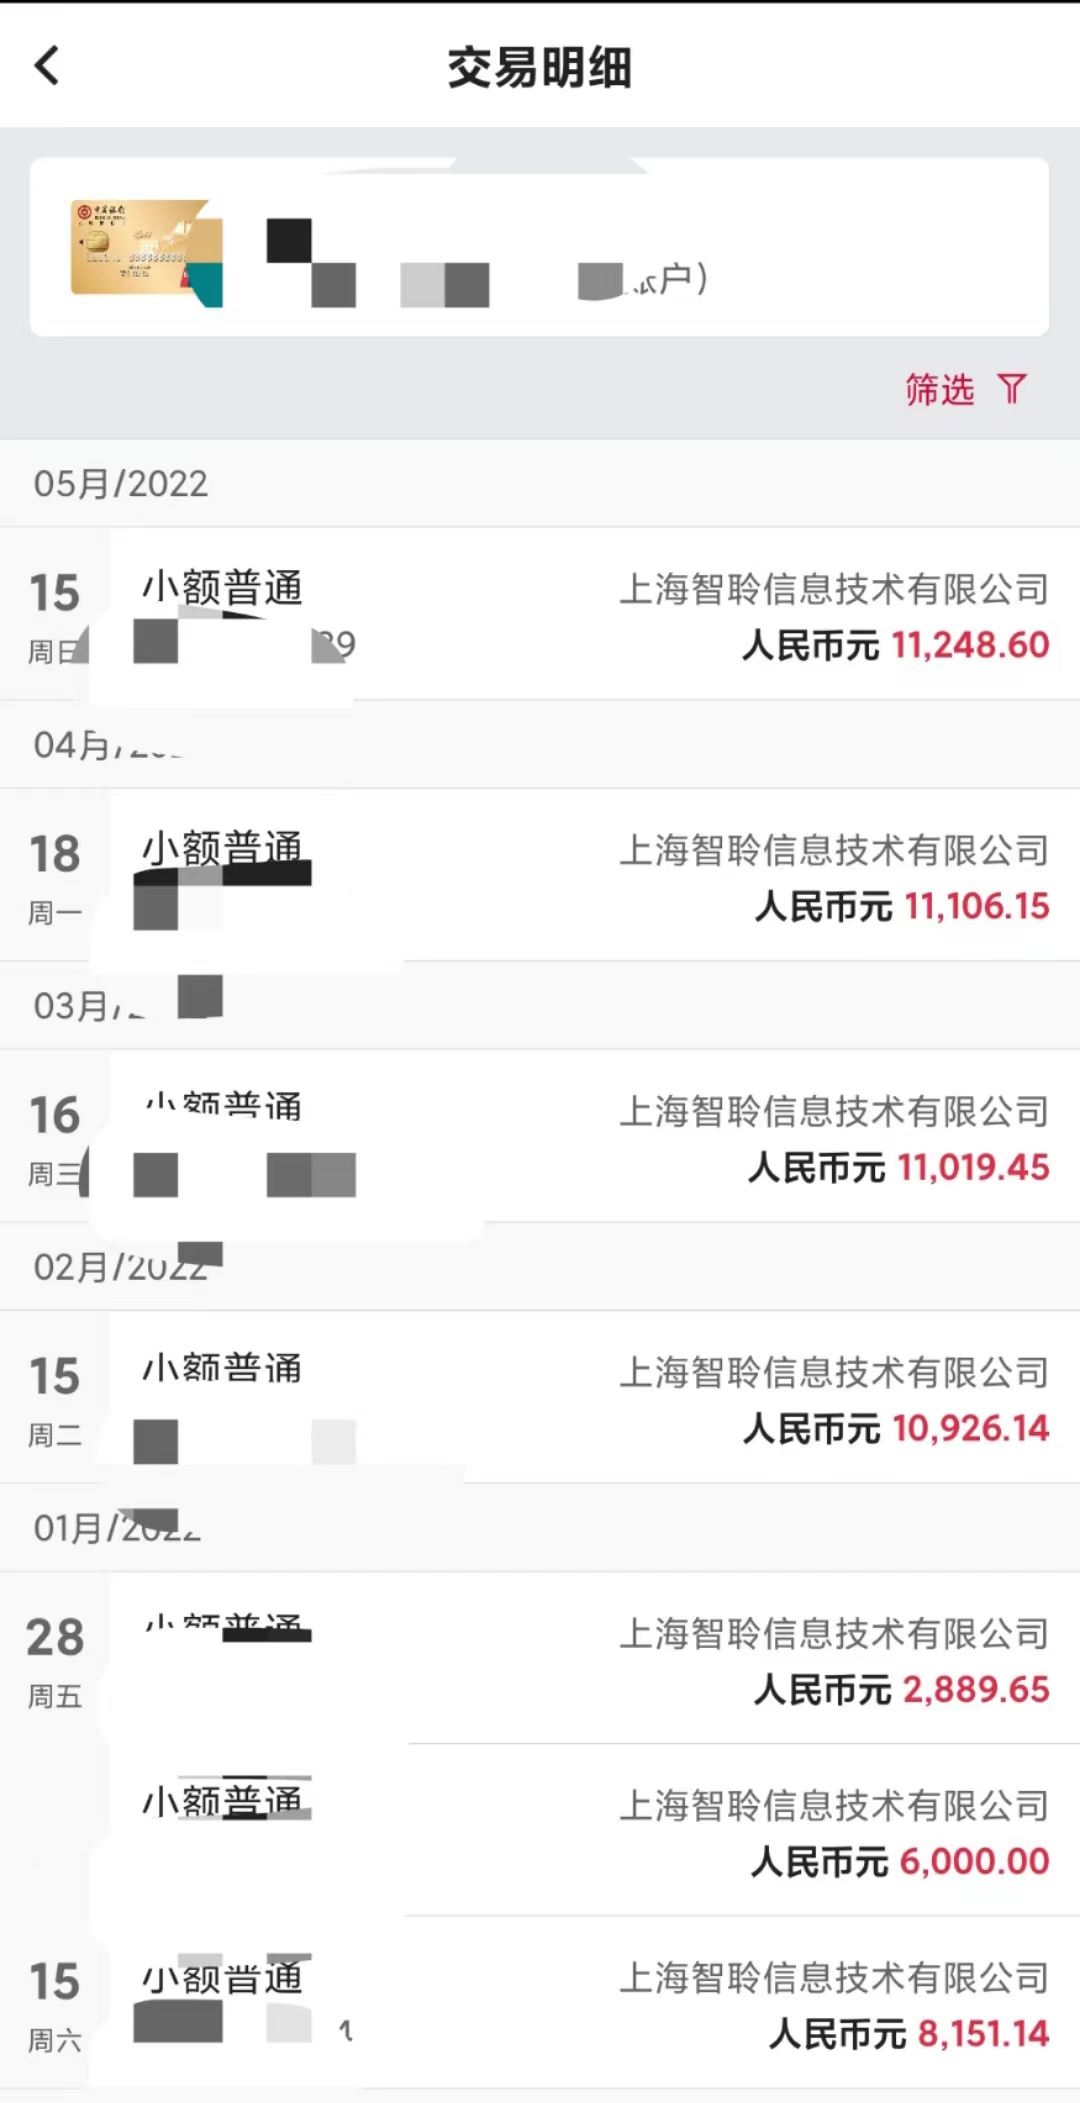 交易明细
户)
筛选
05月/2022
15
小额普通
上海智聆信息技术有限公司
周日
9
人民币元 11,248.60
04月/
18
小额普通
上海智聆信息技术有限公司
周一
人民币元 11,106.15
03月/
16
小额普通
上海智聆信息技术有限公司
周三
人民币元 11,019.45
02月/2022
15
小额普通
上海智聆信息技术有限公司
周二
人民币元 10,926.14
01月/2022
28
小额普通
上海智聆信息技术有限公司
周五
人民币元 2,889.65
小额普通
上海智聆信息技术有限公司
人民币元 6,000.00
15
小额普通
上海智聆信息技术有限公司
周六
人民币元 8,151.14